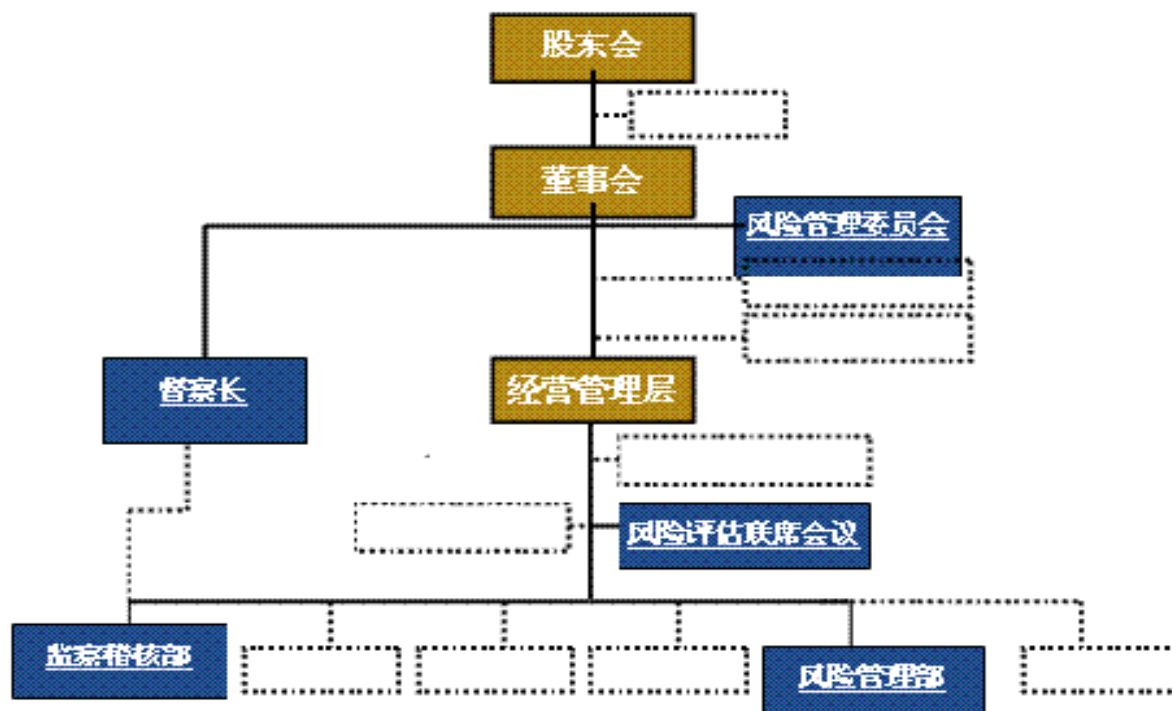 股东会
董事会
风险管理委员会
督察长
经营管理层
风险评估联席会议
监察稽核部
风险管理部